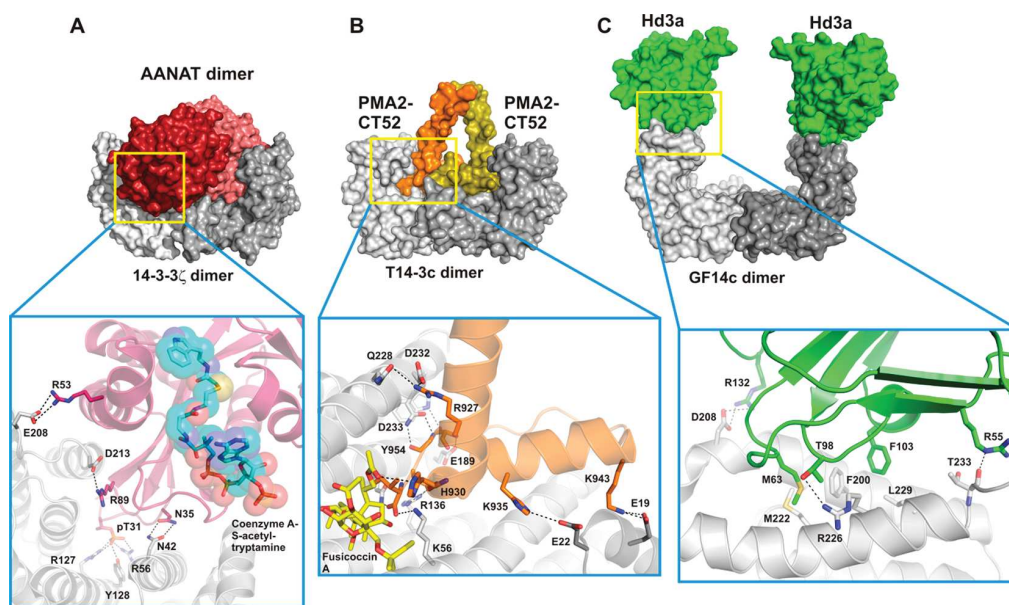 A
AANAT dimer
14-3-3ζ dimer
R53
E208
D213
R89
pT31
N35
N42
R127
R56
Y128
Coenzyme A-
S-acetyl-
tryptamine
B
PMA2-
CT52
PMA2-
CT52
T14-3c dimer
Q228
D232
R927
D233
Y954
E189
H930
R136
K56
Fusicoccin
A
K935
E22
K943
E19
C
Hd3a
Hd3a
GF14c dimer
R132
D208
T98
F103
R55
T233
M63
F200
L229
M222
R226